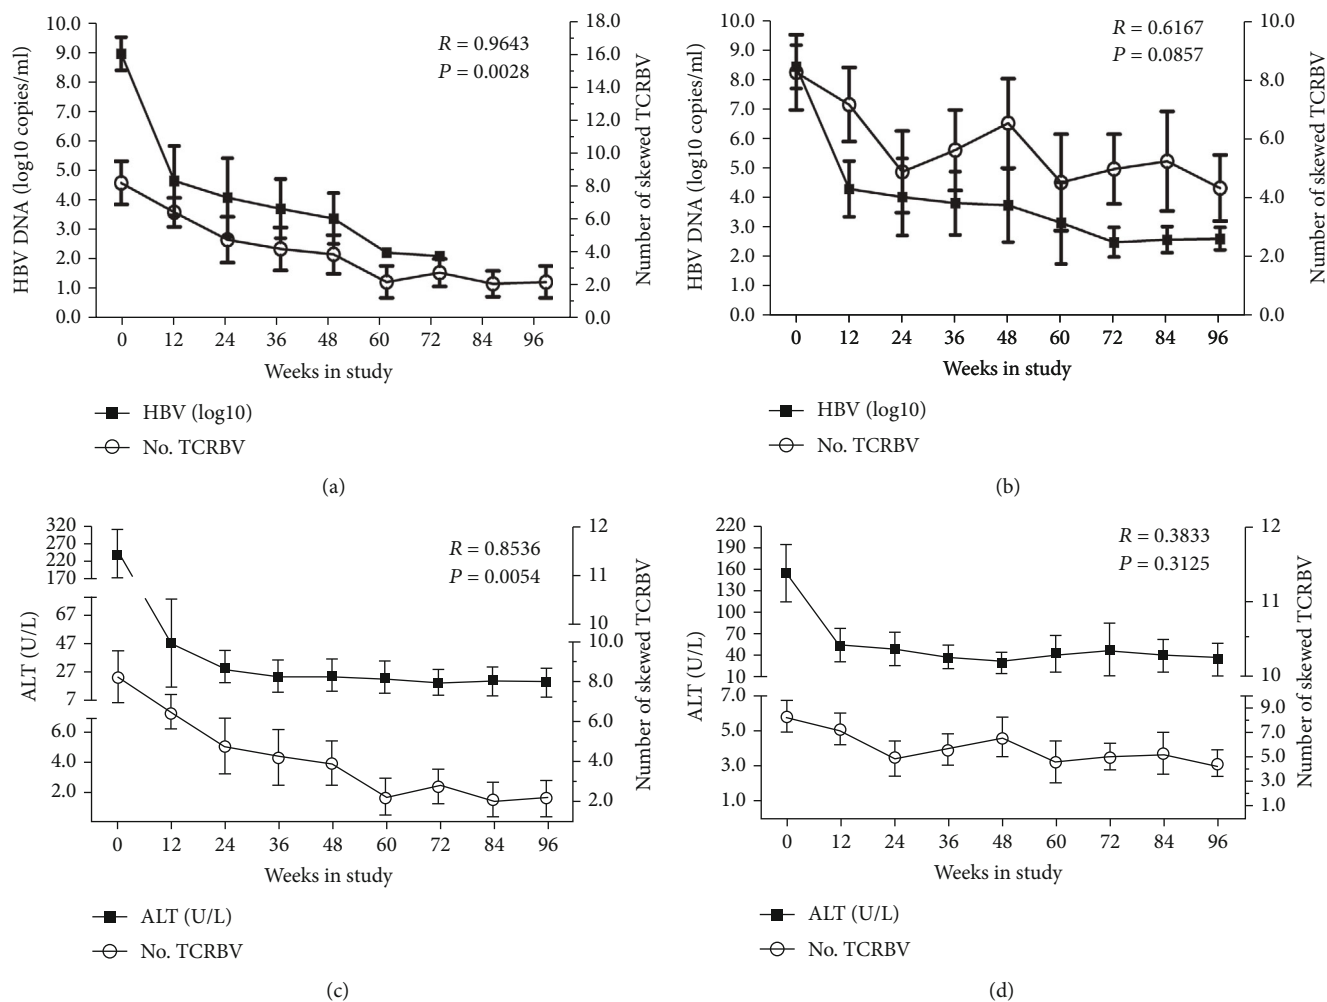 10.0
9.0
8.0
7.0
6.0
5.0
4.0
3.0
2.0
1.0
0.0
HBV DNA (log10 copies/ml)
18.0
16.0
14.0
12.0
10.0
8.0
6.0
4.0
2.0
0.0
Number of skewed TCRBV
R = 0.9643
P = 0.0028
0 12 24 36 48 60 72 84 96
Weeks in study
HBV (log10)
No. TCRBV
(a)
10.0
9.0
8.0
7.0
6.0
5.0
4.0
3.0
2.0
1.0
0.0
HBV DNA (log10 copies/ml)
10.0
8.0
6.0
4.0
2.0
0.0
Number of skewed TCRBV
R = 0.6167
P = 0.0857
0 12 24 36 48 60 72 84 96
Weeks in study
HBV (log10)
No. TCRBV
(b)
320
270
220
170
67
47
27
7
6.0
4.0
2.0
ALT (U/L)
12
11
10
10.0
8.0
6.0
4.0
2.0
Number of skewed TCRBV
R = 0.8536
P = 0.0054
0 12 24 36 48 60 72 84 96
Weeks in study
ALT (U/L)
No. TCRBV
(c)
220
190
160
130
100
70
40
10
7.0
5.0
3.0
1.0
ALT (U/L)
12
11
10
9.0
7.0
5.0
3.0
1.0
Number of skewed TCRBV
R = 0.3833
P = 0.3125
0 12 24 36 48 60 72 84 96
Weeks in study
ALT (U/L)
No. TCRBV
(d)